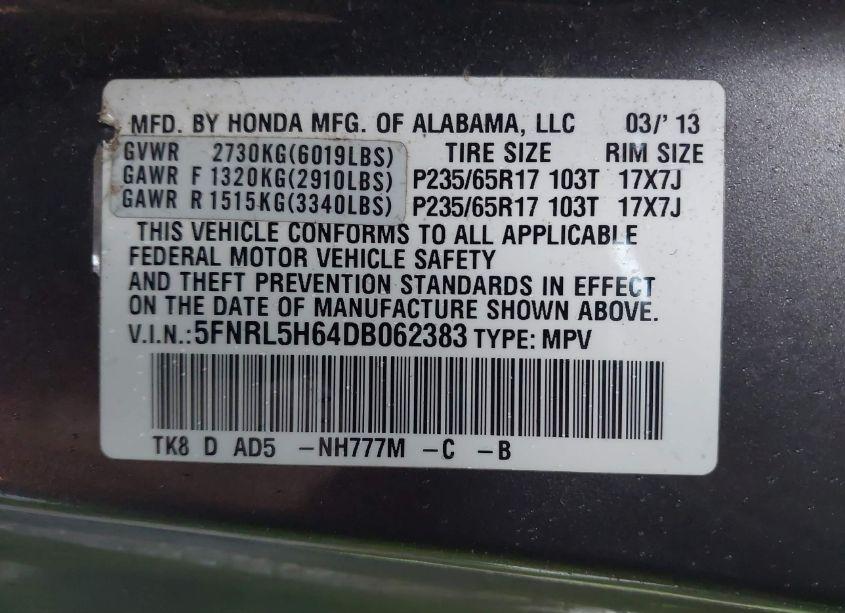 MFD. BY HONDA MFG. OF ALABAMA, LLC 03/' 13
GVWR 2730KG(6019LBS) TIRE SIZE RIM SIZE
GAWR F 1320KG(2910LBS) P235/65R17 103T 17X7J
GAWR R 1515KG(3340LBS) P235/65R17 103T 17X7J
THIS VEHICLE CONFORMS TO ALL APPLICABLE
FEDERAL MOTOR VEHICLE SAFETY
AND THEFT PREVENTION STANDARDS IN EFFECT
ON THE DATE OF MANUFACTURE SHOWN ABOVE.
V.I.N.: 5FNRL5H64DB062383 TYPE: MPV
TK8 D AD5 -NH777M -C -B